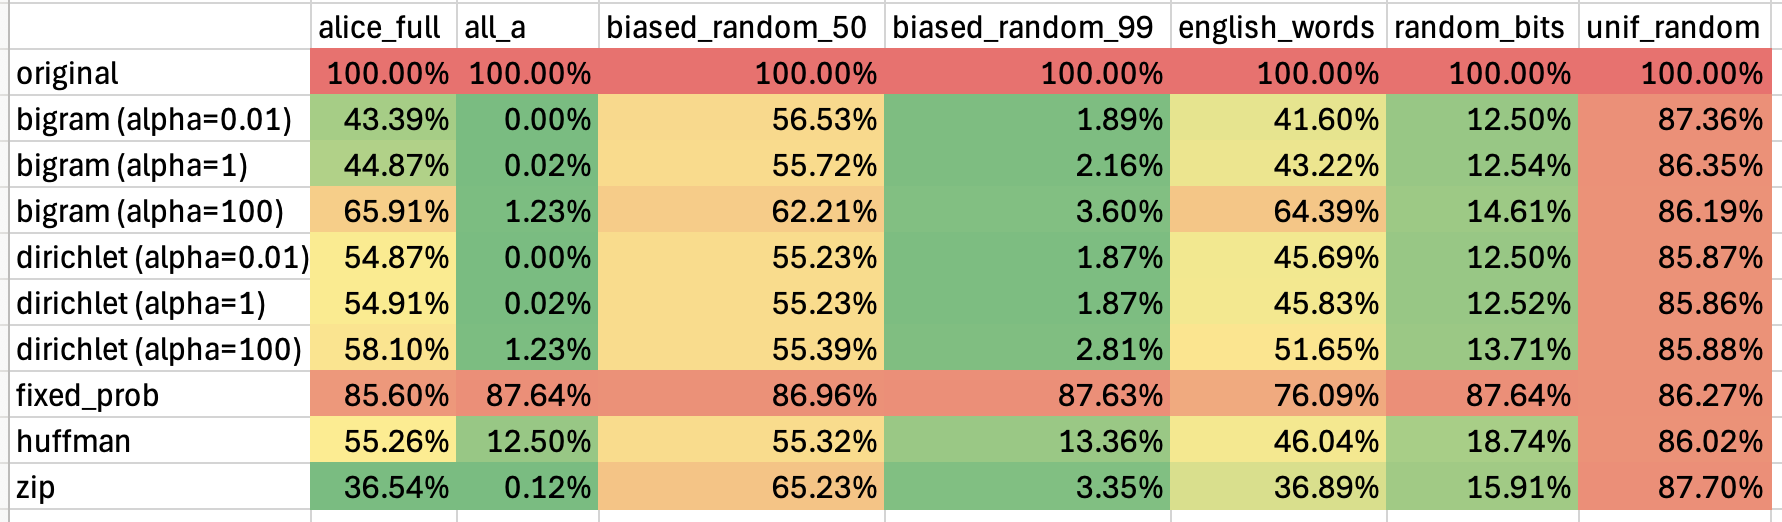 alice_full all_a biased_random_50 biased_random_99 english_words random_bits unif_random
original 100.00% 100.00% 100.00% 100.00% 100.00% 100.00% 100.00%
bigram (alpha=0.01) 43.39% 0.00% 56.53% 1.89% 41.60% 12.50% 87.36%
bigram (alpha=1) 44.87% 0.02% 55.72% 2.16% 43.22% 12.54% 86.35%
bigram (alpha=100) 65.91% 1.23% 62.21% 3.60% 64.39% 14.61% 86.19%
dirichlet (alpha=0.01) 54.87% 0.00% 55.23% 1.87% 45.69% 12.50% 85.87%
dirichlet (alpha=1) 54.91% 0.02% 55.23% 1.87% 45.83% 12.52% 85.86%
dirichlet (alpha=100) 58.10% 1.23% 55.39% 2.81% 51.65% 13.71% 85.88%
fixed_prob 85.60% 87.64% 86.96% 87.63% 76.09% 87.64% 86.27%
huffman 55.26% 12.50% 55.32% 13.36% 46.04% 18.74% 86.02%
zip 36.54% 0.12% 65.23% 3.35% 36.89% 15.91% 87.70%